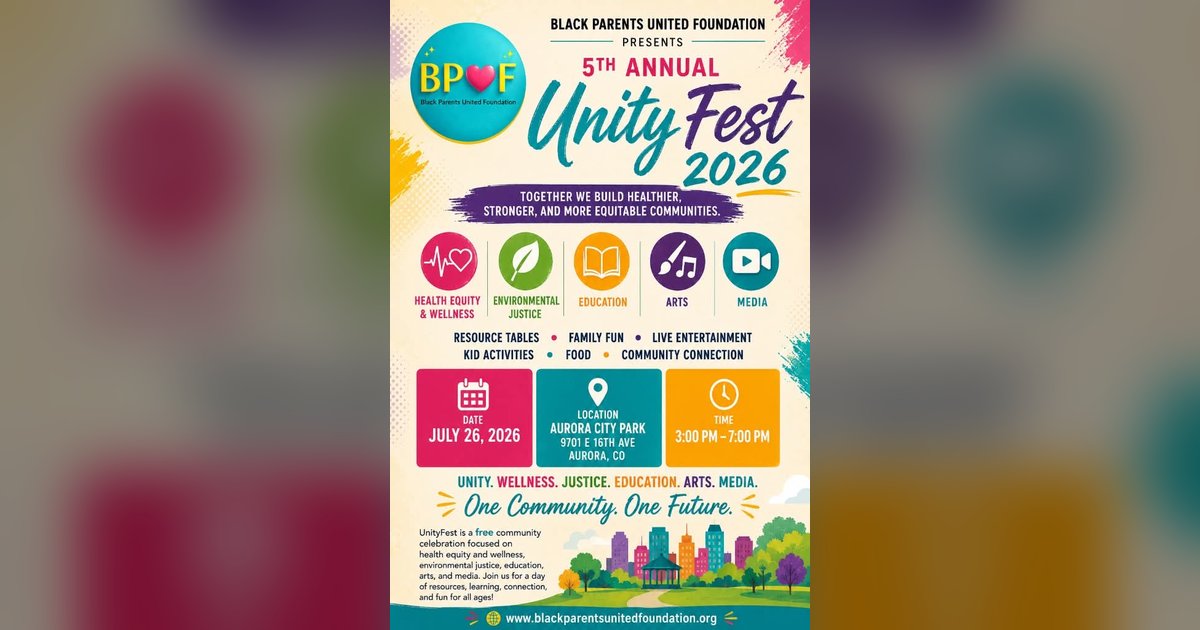 BLACK PARENTS UNITED FOUNDATION
PRESENTS
5TH ANNUAL
Unity Fest
2026
BP F
Black Parents United Foundation
TOGETHER WE BUILD HEALTHIER,
STRONGER, AND MORE EQUITABLE COMMUNITIES.
HEALTH EQUITY
& WELLNESS
ENVIRONMENTAL
JUSTICE
EDUCATION
ARTS
MEDIA
RESOURCE TABLES • FAMILY FUN • LIVE ENTERTAINMENT
KID ACTIVITIES • FOOD • COMMUNITY CONNECTION
DATE
JULY 26, 2026
LOCATION
AURORA CITY PARK
9701 E 16TH AVE
AURORA, CO
TIME
3:00 PM – 7:00 PM
UNITY. WELLNESS. JUSTICE. EDUCATION. ARTS. MEDIA.
One Community. One Future.
UnityFest is a free community
celebration focused on
health equity and wellness,
environmental justice, education,
arts, and media. Join us for a day
of resources, learning, connection,
and fun for all ages!
www.blackparentsunitedfoundation.org